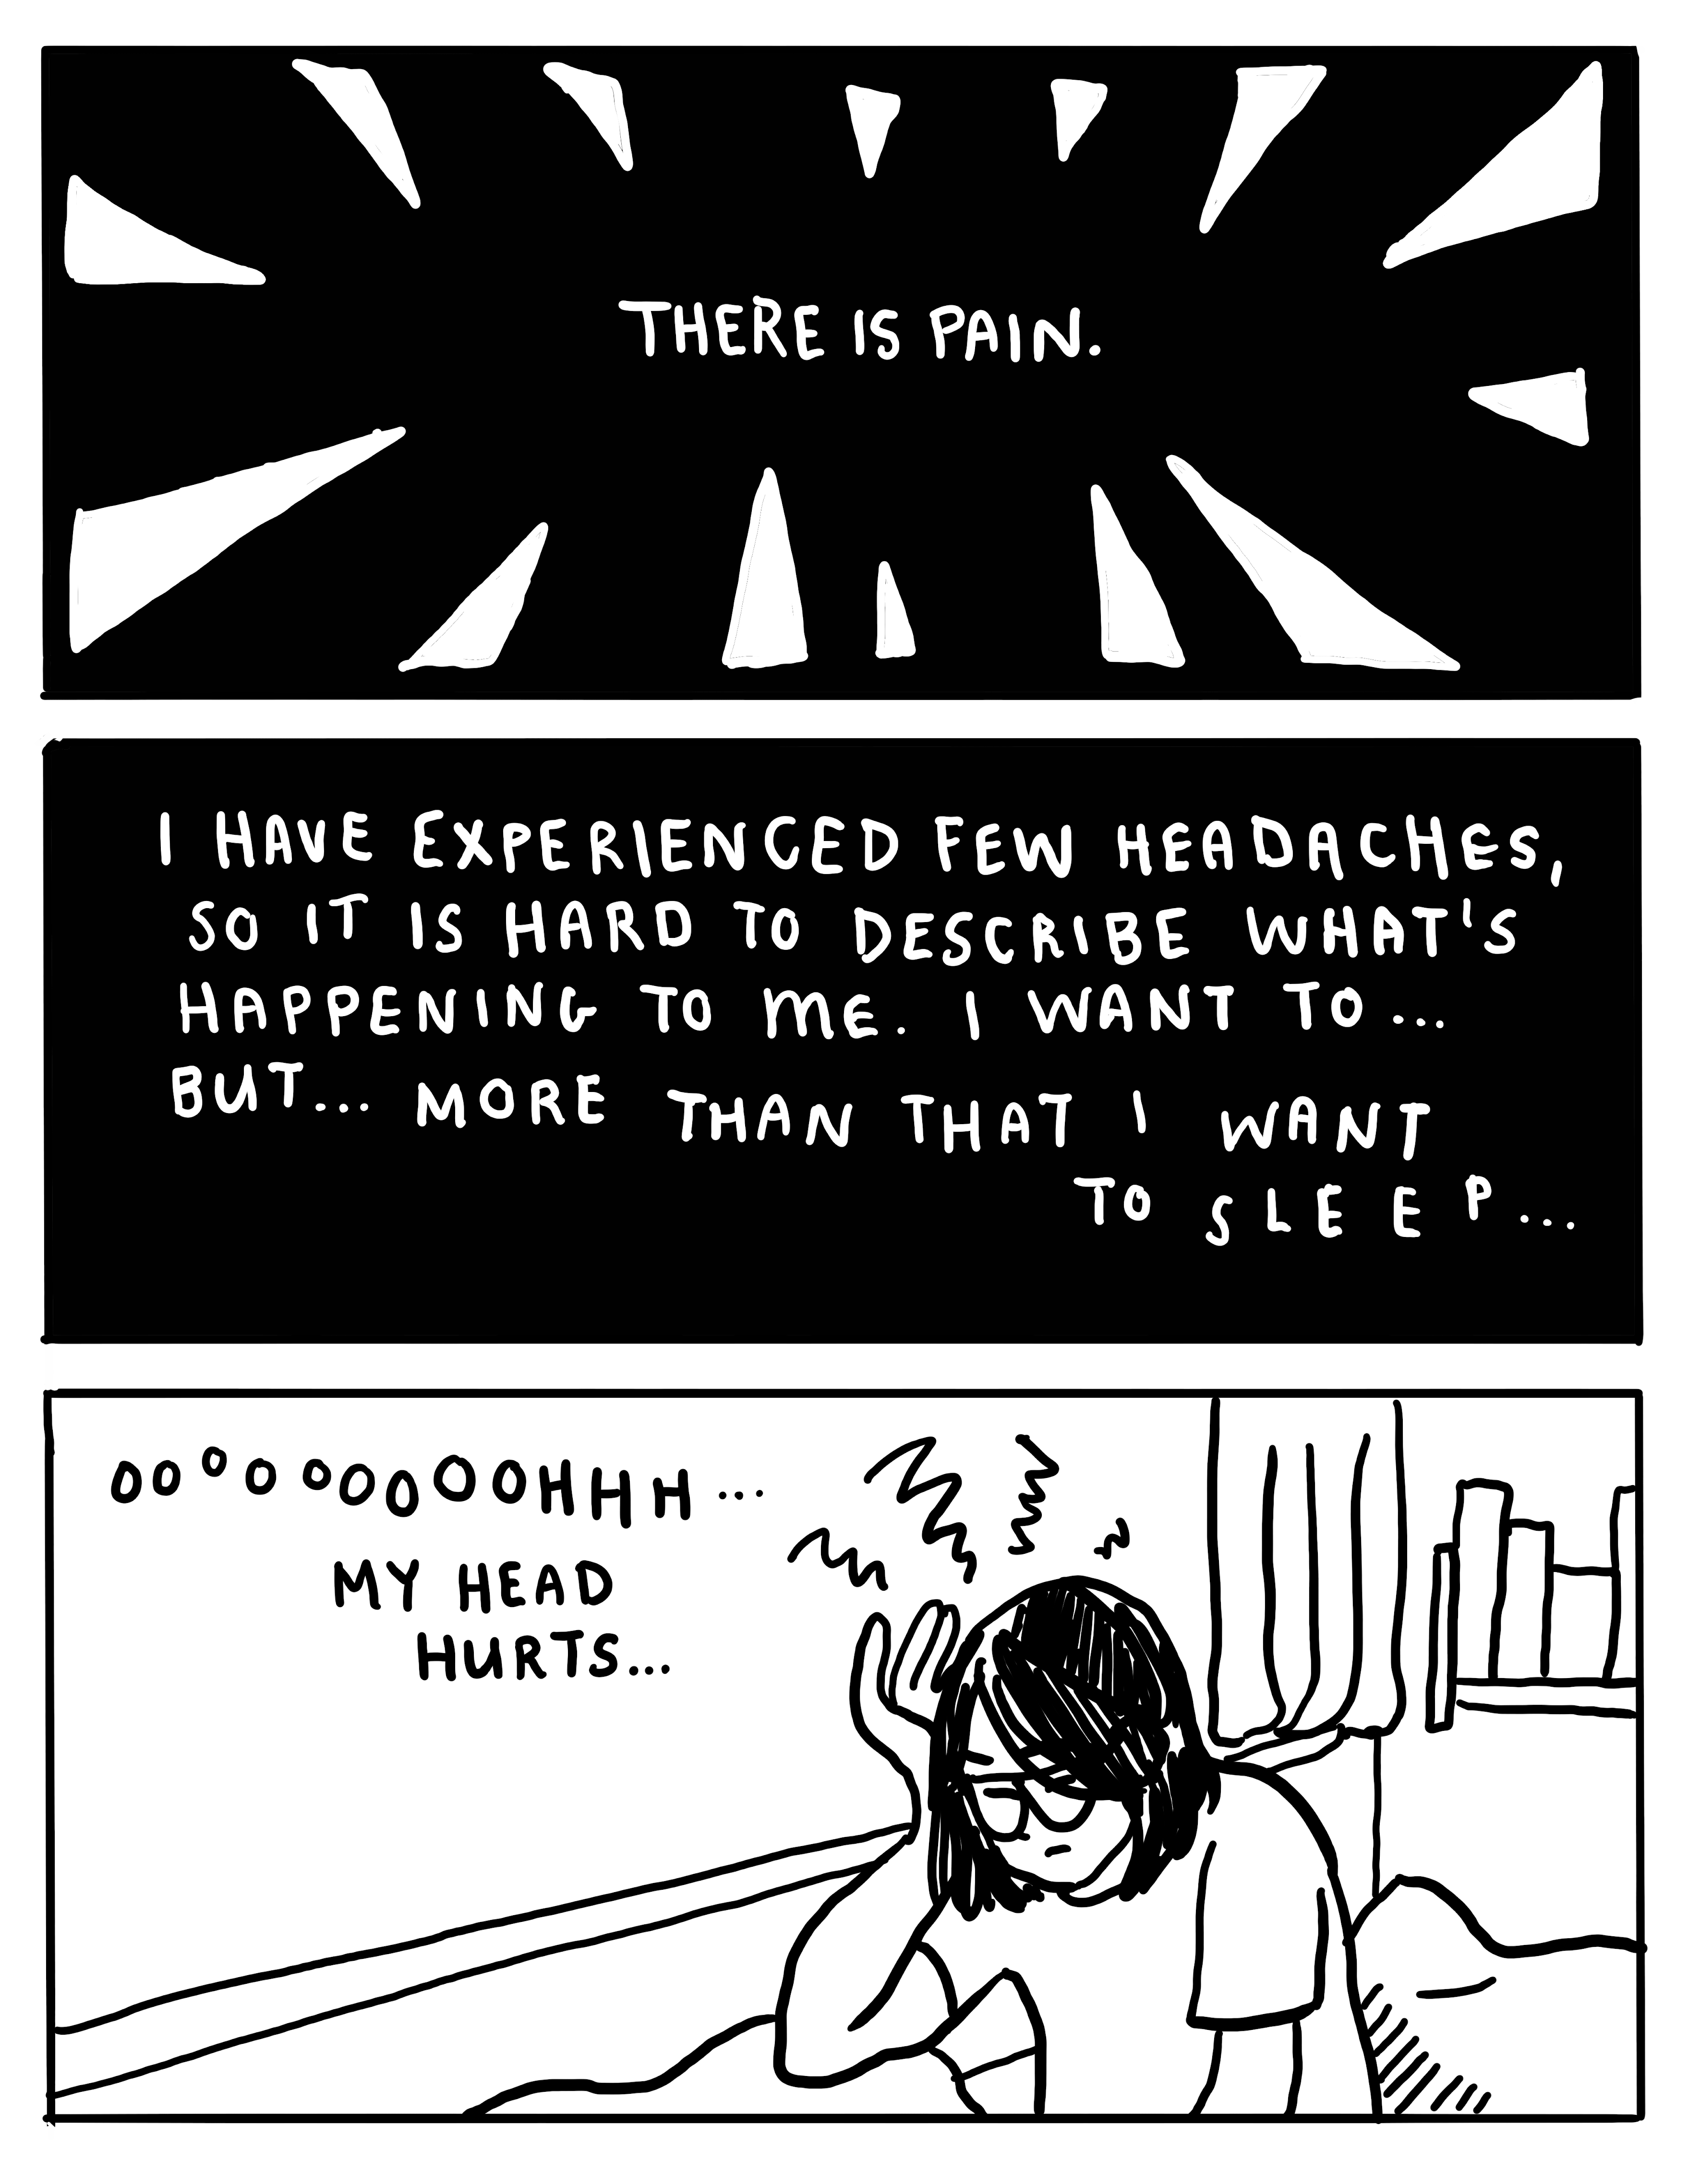 THERE IS PAIN.
I HAVE EXPERIENCED FEW HEADACHES,
SO IT IS HARD TO DESCRIBE WHAT'S
HAPPENING TO ME. I WANT TO...
BUT... MORE THAN THAT I WANT
TO SLEEP...
OOOOOOOOOHHH...
MY HEAD
HURTS...